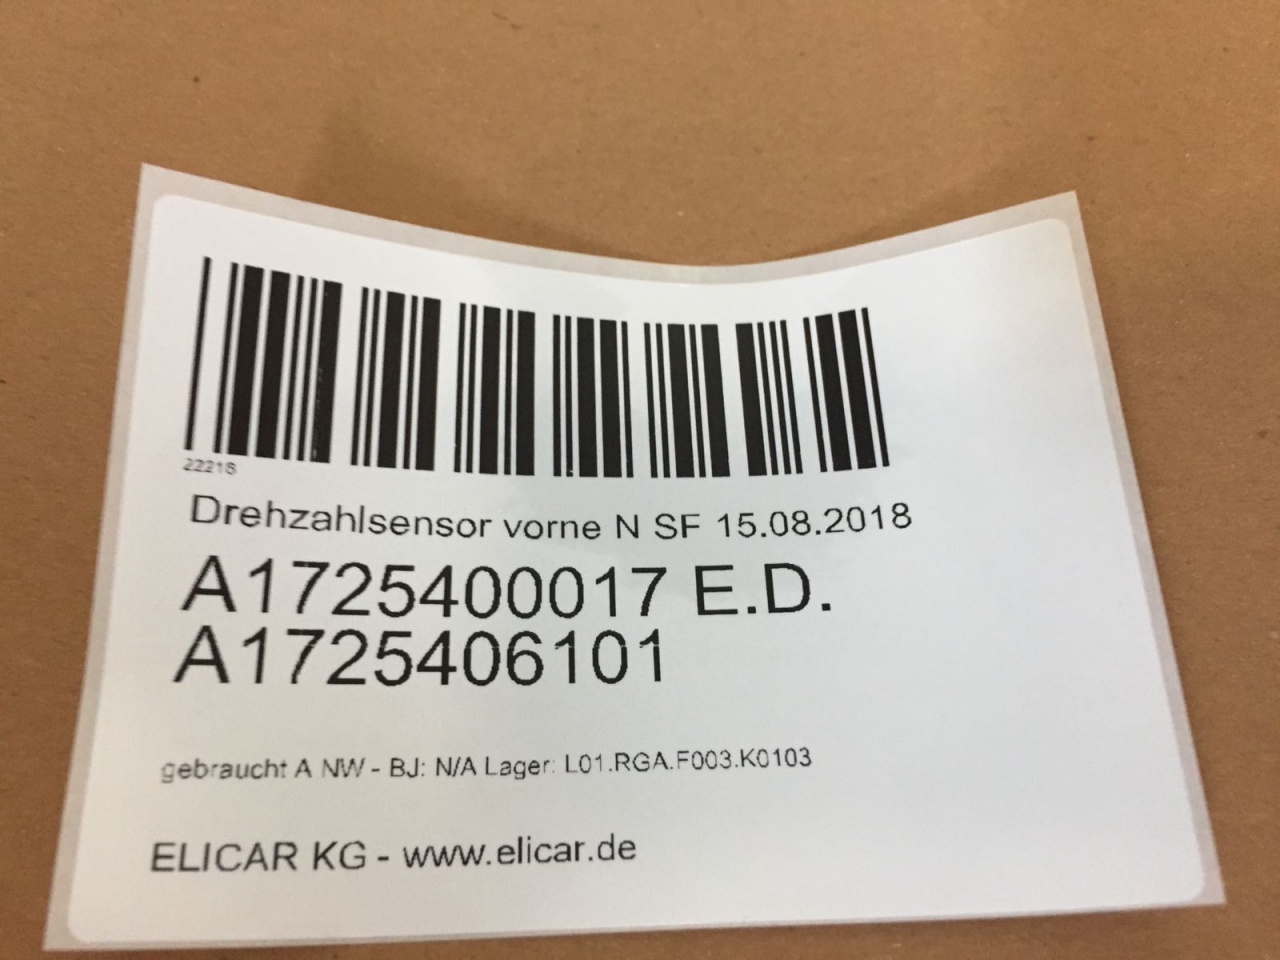 22218
Drehzahlsensor vorne N SF 15.08.2018
A1725400017 E.D.
A1725406101
gebraucht A NW - BJ: N/A Lager: L01.RGA.F003.K0103
ELICAR KG - www.elicar.de